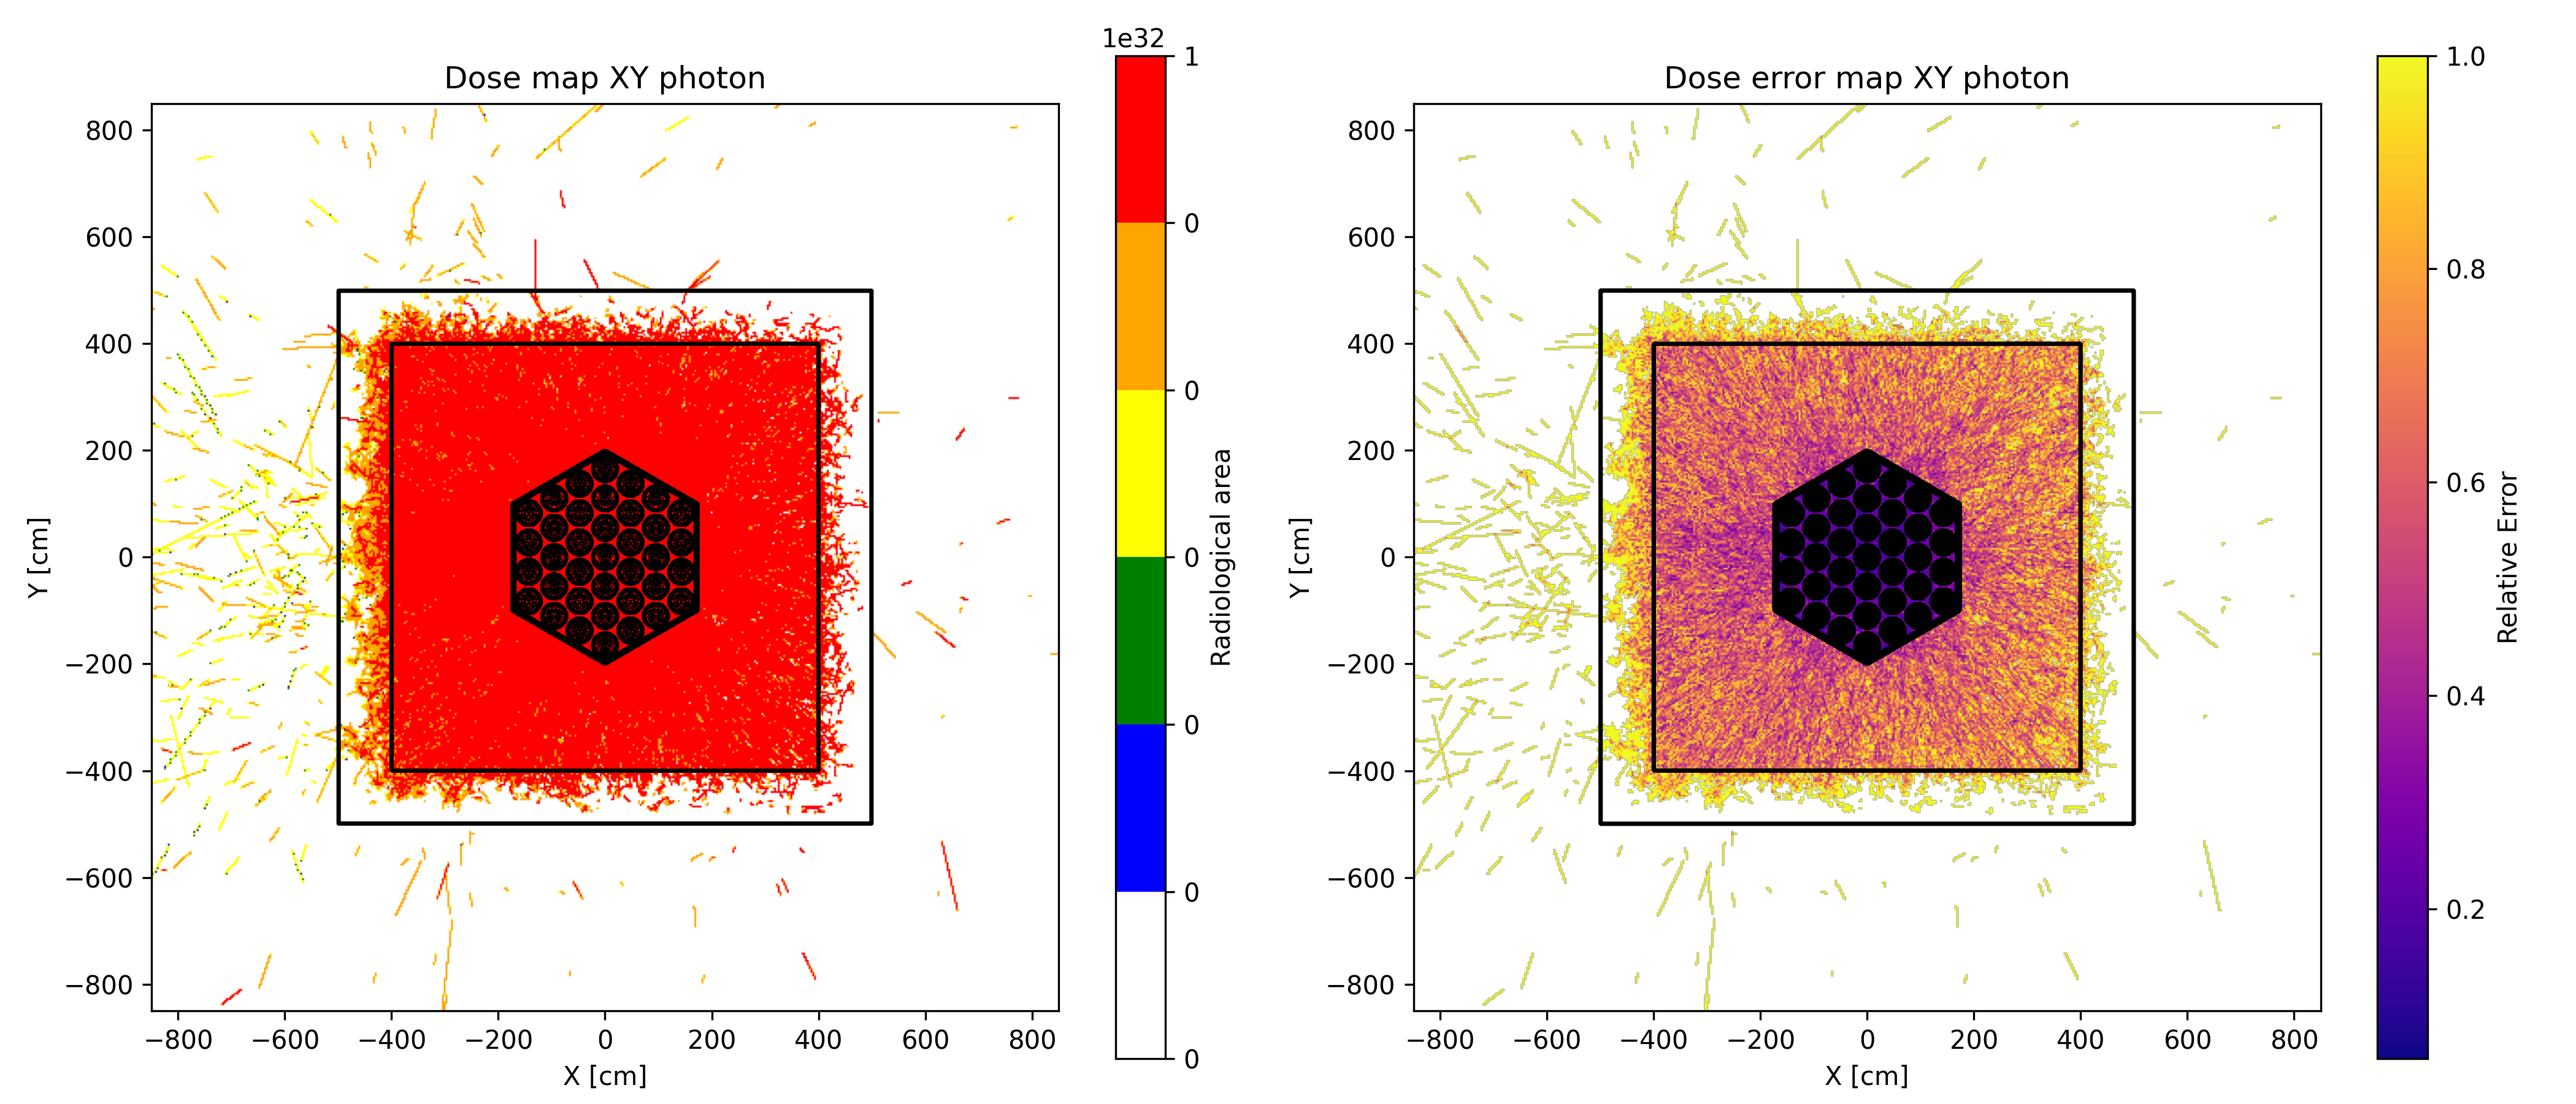 Dose map XY photon
800
600
400
200
0
−200
−400
−600
−800
Y [cm]
−800 −600 −400 −200 0 200 400 600 800
X [cm]
1e32
1
0
0
0
0
0
0
Radiological area
Dose error map XY photon
800
600
400
200
0
−200
−400
−600
−800
Y [cm]
−800 −600 −400 −200 0 200 400 600 800
X [cm]
1.0
0.8
0.6
0.4
0.2
Relative Error